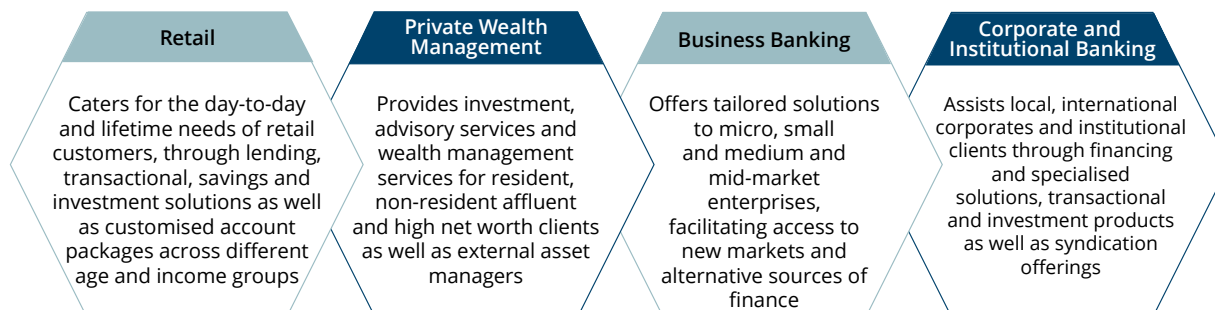 Retail
Caters for the day-to-day
and lifetime needs of retail
customers, through lending,
transactional, savings and
investment solutions as well
as customised account
packages across different
age and income groups
Private Wealth
Management
Provides investment,
advisory services and
wealth management
services for resident,
non-resident affluent
and high net worth clients
as well as external asset
managers
Business Banking
Offers tailored solutions
to micro, small
and medium and
mid-market
enterprises,
facilitating access to
new markets and
alternative sources of
finance
Corporate and
Institutional Banking
Assists local, international
corporates and institutional
clients through financing
and specialised
solutions, transactional
and investment products
as well as syndication
offerings